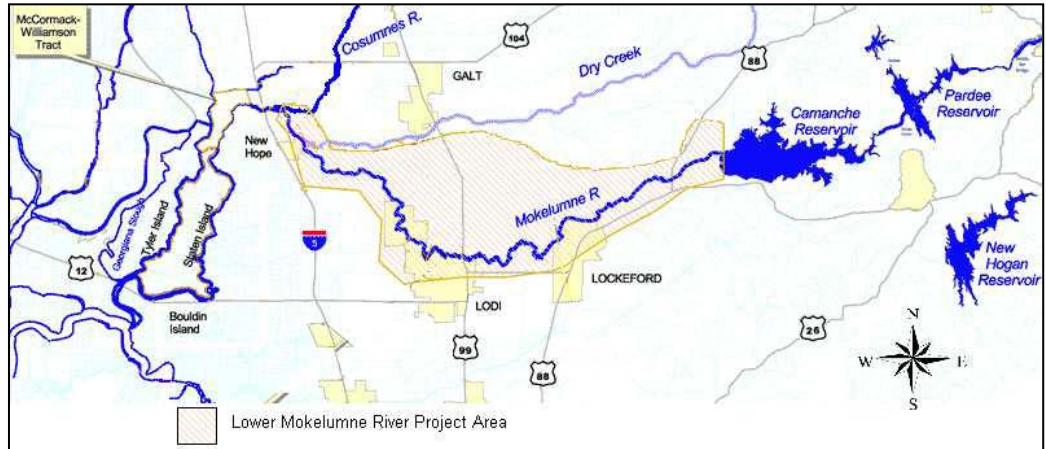 McCormack-
Williamson
Tract
Cosumnes R.
104
GALT
Dry Creek
88
Camanche
Reservoir
Pardee
Reservoir
New
Hope
Mokelumne R
5
Georgiana Slough
Tyler Island
Staten Island
12
Bouldin
Island
LODI
LOCKEFORD
99
88
26
New
Hogan
Reservoir
N
W
E
S
Lower Mokelumne River Project Area